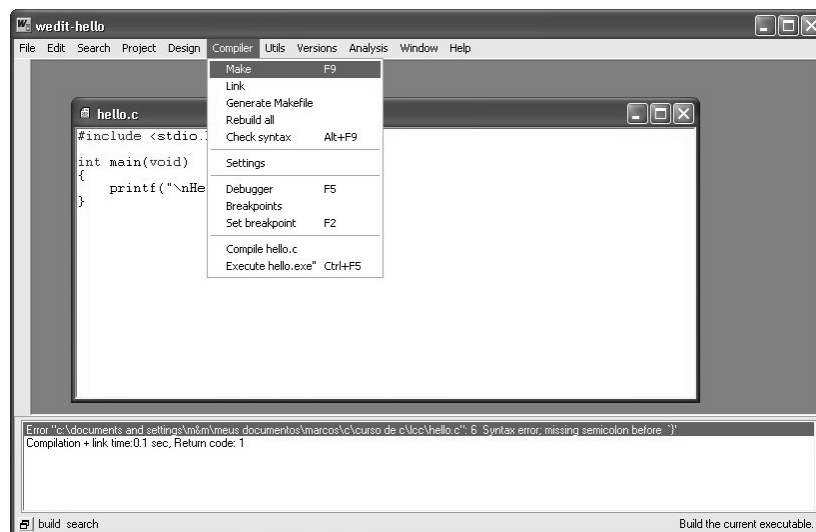 wedit-hello
File Edit Search Project Design Compiler Utils Versions Analysis Window Help
Make F9
Link
Generate Makefile
Rebuild all
Check syntax Alt+F9
Settings
Debugger F5
Breakpoints
Set breakpoint F2
Compile hello.c
Execute hello.exe" Ctrl+F5
hello.c
#include <stdio.
int main(void)
{
printf("\nHe
}
Error "c:\documents and settings\m&m\meus documentos\marcos\c\curso de c\lcc\hello.c": 6 Syntax error; missing semicolon before `}'
Compilation + link time:0.1 sec, Return code: 1
build search Build the current executable.